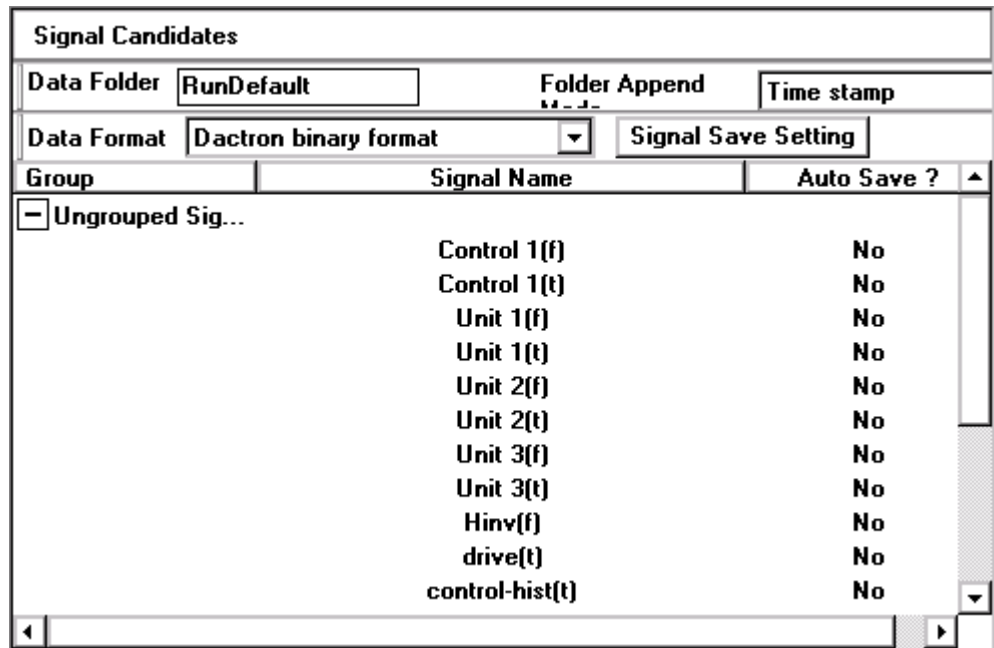 Signal Candidates
Data Folder RunDefault Folder Append Time stamp
Data Format Dactron binary format Signal Save Setting
Group Signal Name Auto Save ?
Ungrouped Sig...
Control 1(f) No
Control 1(t) No
Unit 1(f) No
Unit 1(t) No
Unit 2(f) No
Unit 2(t) No
Unit 3(f) No
Unit 3(t) No
Hinv(f) No
drive(t) No
control-hist(t) No